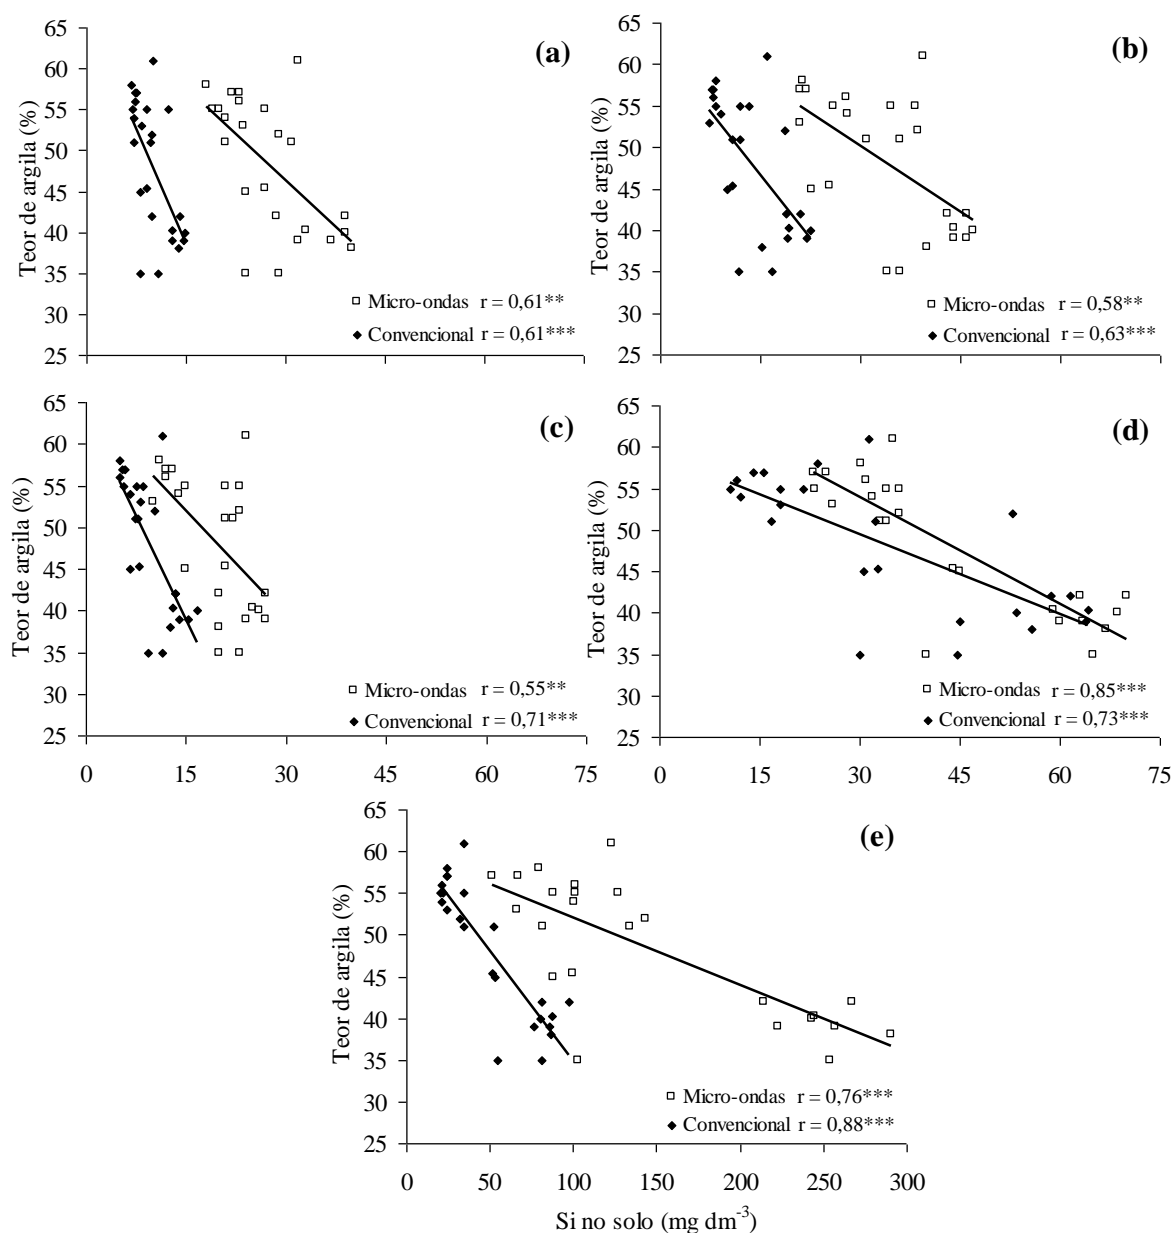 (a)
65
60
55
50
45
40
35
30
25
Teor de argila (%)
Micro-ondas r = 0,61**
Convencional r = 0,61***
(b)
65
60
55
50
45
40
35
30
25
Teor de argila (%)
Micro-ondas r = 0,58**
Convencional r = 0,63***
(c)
65
60
55
50
45
40
35
30
25
Teor de argila (%)
Micro-ondas r = 0,55**
Convencional r = 0,71***
0 15 30 45 60 75
(d)
65
60
55
50
45
40
35
30
25
Teor de argila (%)
Micro-ondas r = 0,85***
Convencional r = 0,73***
0 15 30 45 60 75
(e)
65
60
55
50
45
40
35
30
25
Teor de argila (%)
Micro-ondas r = 0,76***
Convencional r = 0,88***
0 50 100 150 200 250 300
Si no solo (mg dm⁻³)